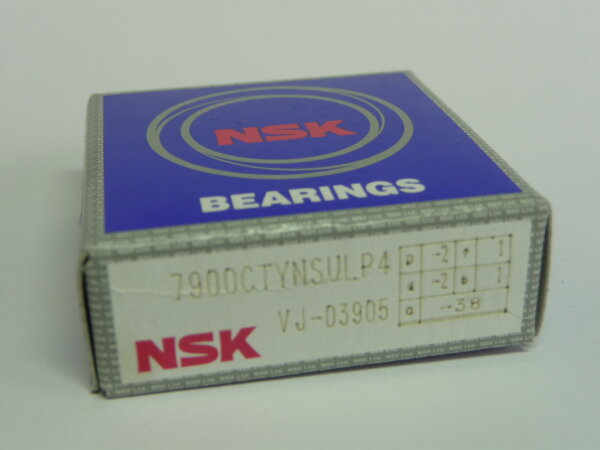 NSK
BEARINGS
7900CTYNSULP4
VJ-03905
NSK
D -2 f 1
d -2 b 1
G -38